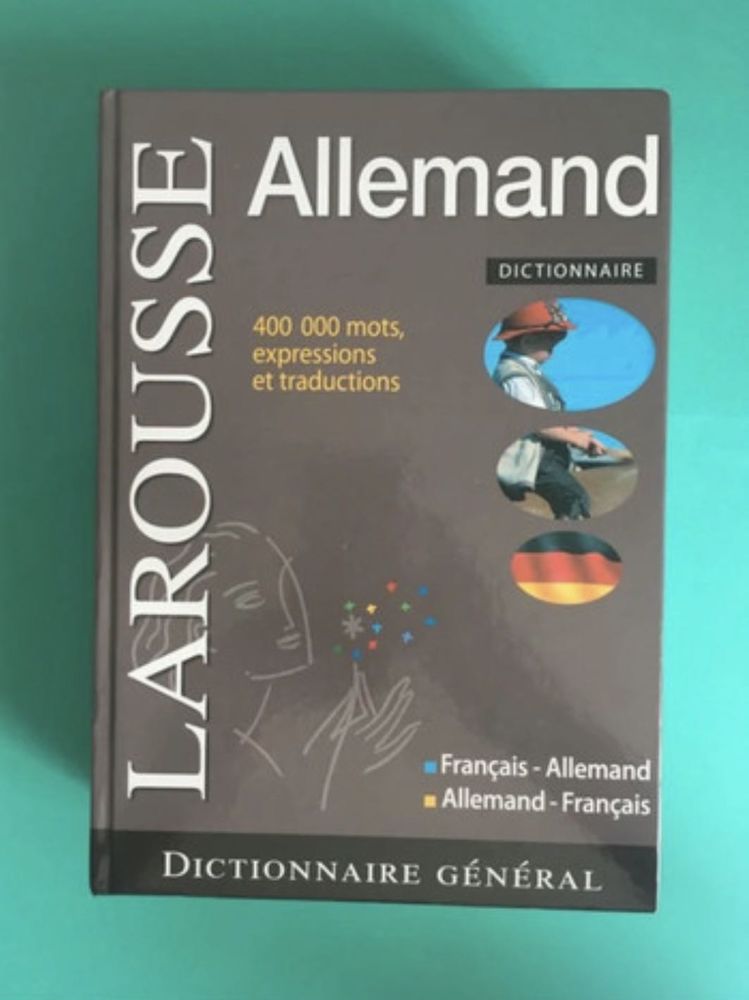 LAROUSSE
Allemand
DICTIONNAIRE
400 000 mots,
expressions
et traductions
Français - Allemand
Allemand - Français
DICTIONNAIRE GÉNÉRAL